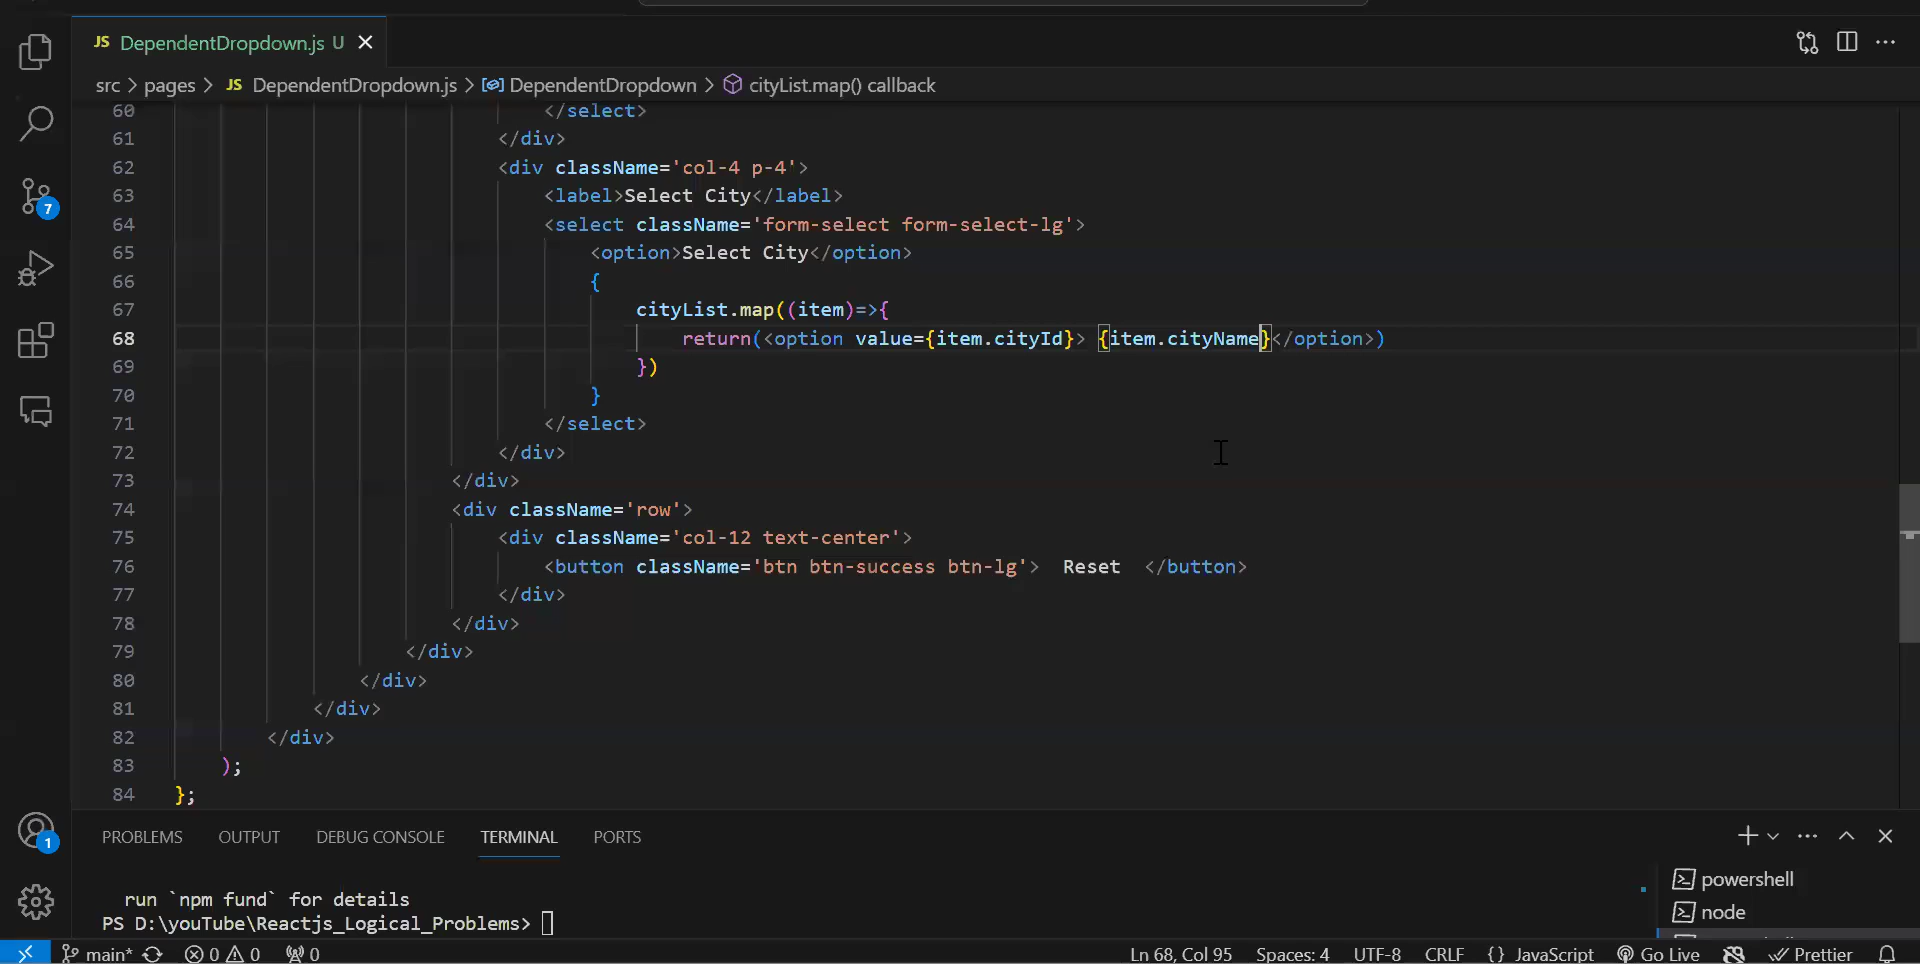 JS DependentDropdown.js U
src > pages > JS DependentDropdown.js > DependentDropdown > cityList.map() callback
60 </select>
61 </div>
62 <div className='col-4 p-4'>
63 <label>Select City</label>
64 <select className='form-select form-select-lg'>
65 <option>Select City</option>
66 {
67 cityList.map((item)=>{
68 return(<option value={item.cityId}> {item.cityName}</option>)
69 })
70 }
71 </select>
72 </div>
73 </div>
74 <div className='row'>
75 <div className='col-12 text-center'>
76 <button className='btn btn-success btn-lg'>  Reset  </button>
77 </div>
78 </div>
79 </div>
80 </div>
81 </div>
82 </div>
83 );
84 };
7
1
PROBLEMS OUTPUT DEBUG CONSOLE TERMINAL PORTS
run `npm fund` for details
PS D:\youTube\Reactjs_Logical_Problems>
powershell
node
main* 0 0 0 Ln 68, Col 95 Spaces: 4 UTF-8 CRLF {} JavaScript Go Live Prettier